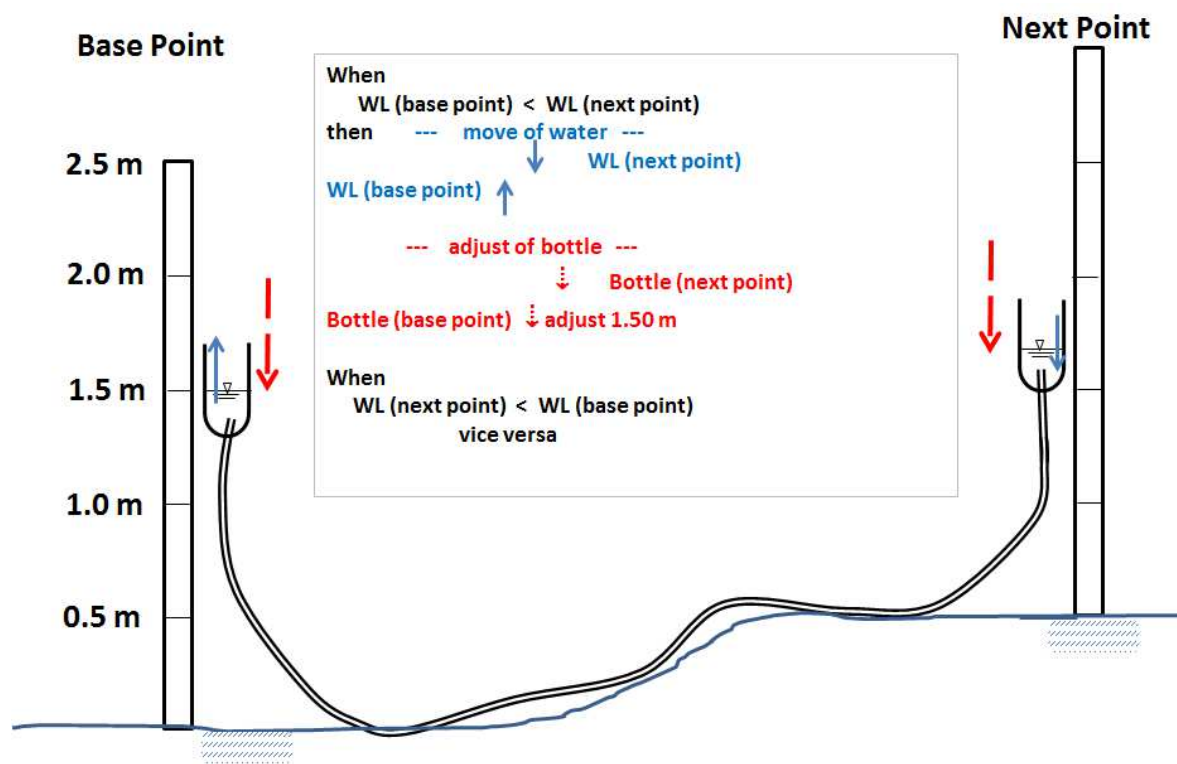 Base Point
Next Point
When
WL (base point) < WL (next point)
then --- move of water ---
WL (next point)
WL (base point)
--- adjust of bottle ---
Bottle (next point)
Bottle (base point) adjust 1.50 m
When
WL (next point) < WL (base point)
vice versa
2.5 m
2.0 m
1.5 m
1.0 m
0.5 m